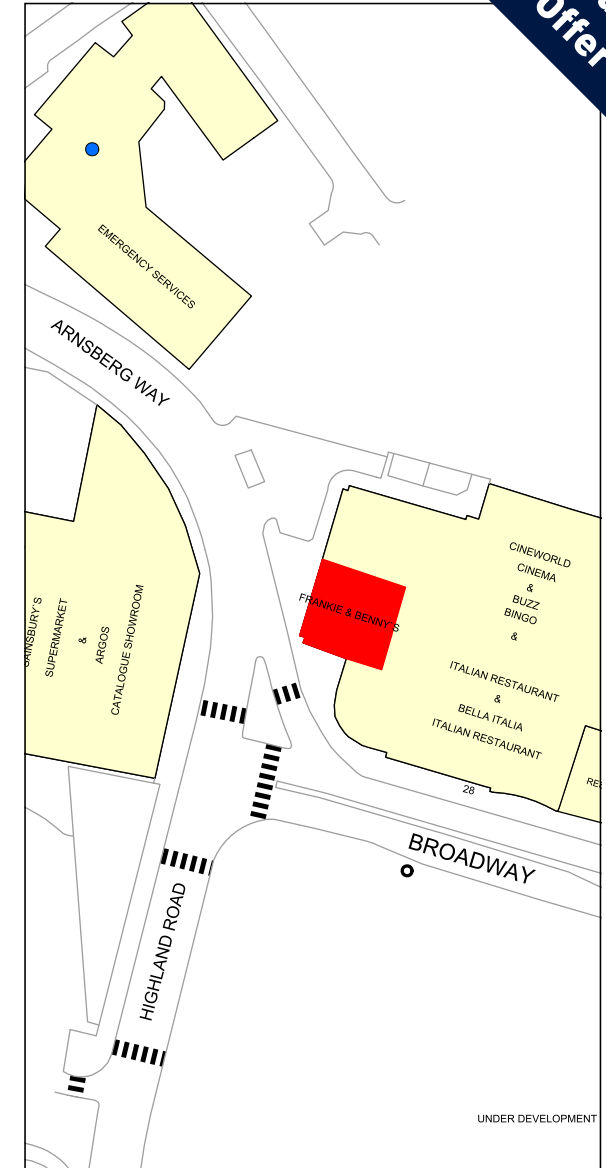 Offer
EMERGENCY SERVICES
ARNSBERG WAY
CINEWORLD
CINEMA
&
BUZZ
BINGO
&
ITALIAN RESTAURANT
&
BELLA ITALIA
ITALIAN RESTAURANT
FRANKIE & BENNY'S
SAINSBURY'S
SUPERMARKET
&
ARGOS
CATALOGUE SHOWROOM
28
BROADWAY
HIGHLAND ROAD
UNDER DEVELOPMENT